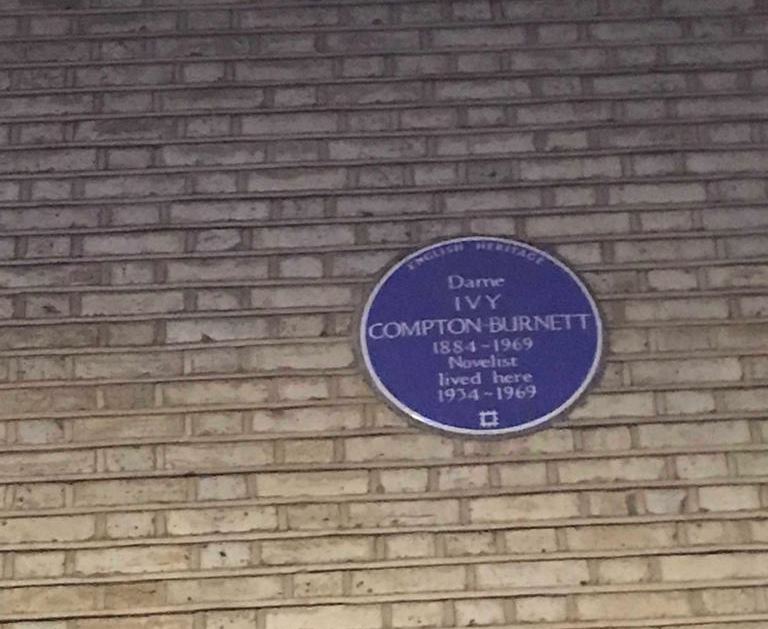 ENGLISH HERITAGE
Dame
IVY
COMPTON-BURNETT
1884-1969
Novelist
lived here
1934-1969